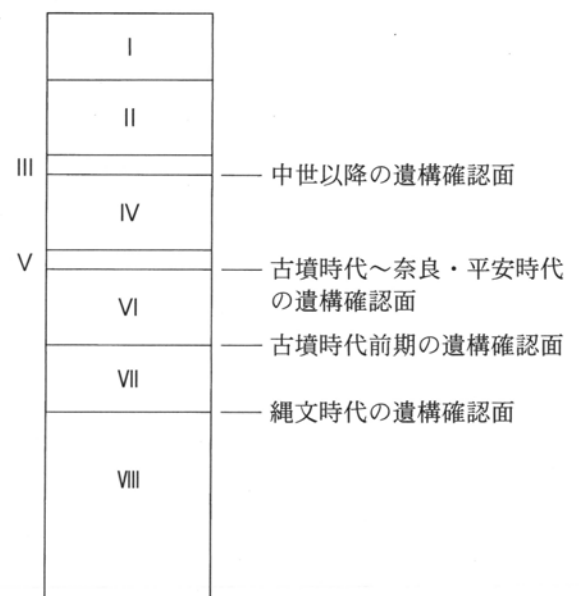 I
II
III
中世以降の遺構確認面
IV
V
古墳時代～奈良・平安時代
の遺構確認面
VI
古墳時代前期の遺構確認面
VII
縄文時代の遺構確認面
VIII